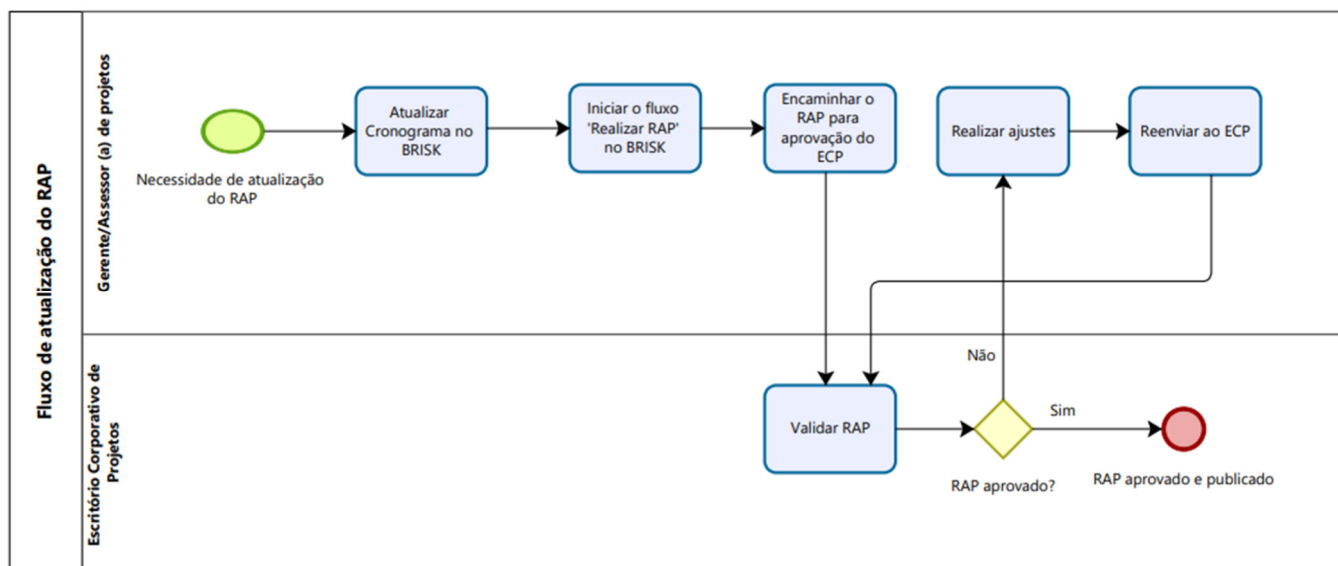 Fluxo de atualização do RAP
Gerente/Assessor (a) de projetos
Necessidade de atualização
do RAP
Atualizar
Cronograma no
BRISK
Iniciar o fluxo
'Realizar RAP'
no BRISK
Encaminhar o
RAP para
aprovação do
ECP
Realizar ajustes
Reenviar ao ECP
Escritório Corporativo de
Projetos
Validar RAP
Não
RAP aprovado?
Sim
RAP aprovado e publicado